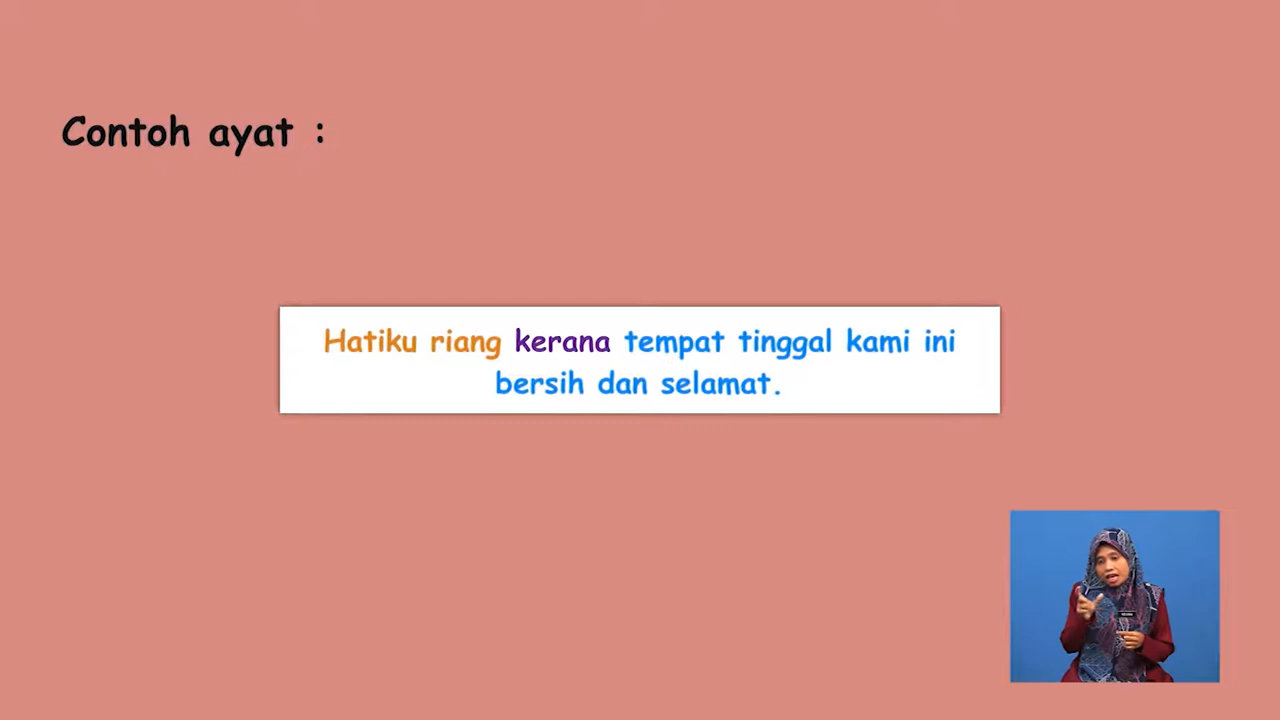 Contoh ayat :
Hatiku riang kerana tempat tinggal kami ini
bersih dan selamat.